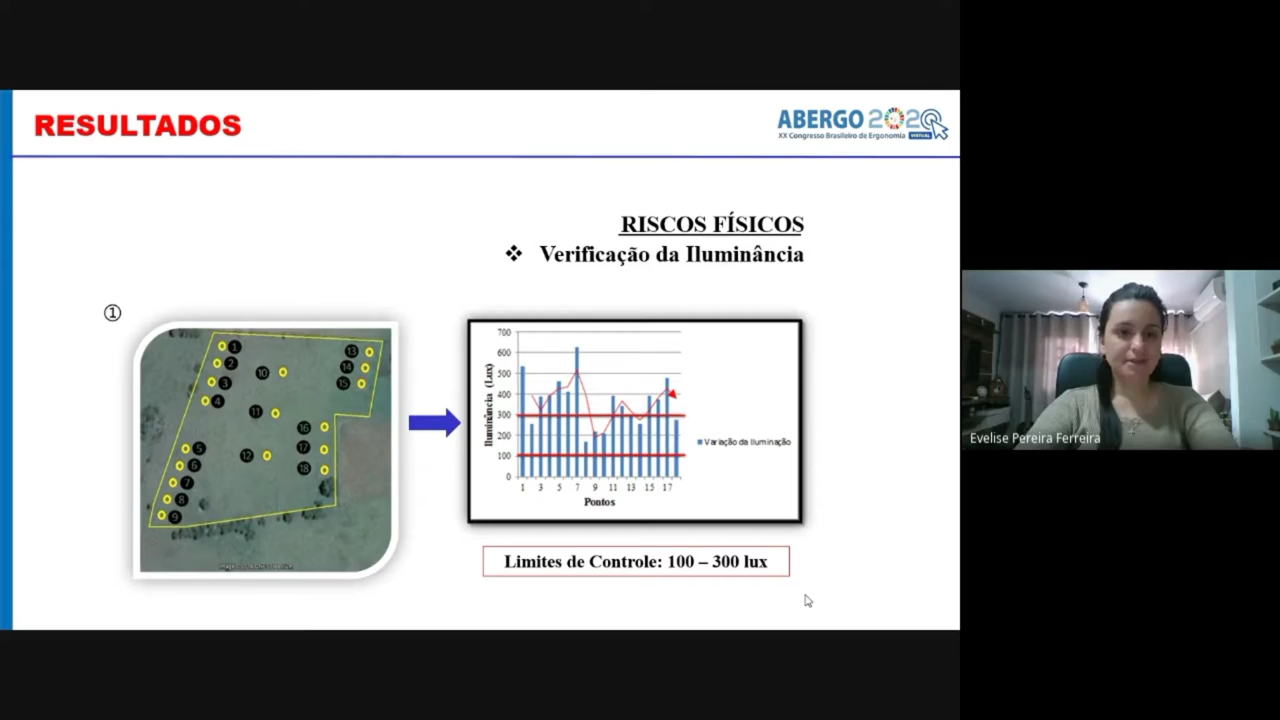 RESULTADOS
ABERGO 2020
XX Congresso Brasileiro de Ergonomia VIRTUAL
RISCOS FÍSICOS
❖ Verificação da Iluminância
①
1
2
3
4
5
6
7
8
9
10
11
12
13
14
15
16
17
18
700
600
500
400
300
200
100
0
Iluminância (Lux)
1 3 5 7 9 11 13 15 17
Pontos
Variação da Iluminação
Limites de Controle: 100 – 300 lux
Evelise Pereira Ferreira